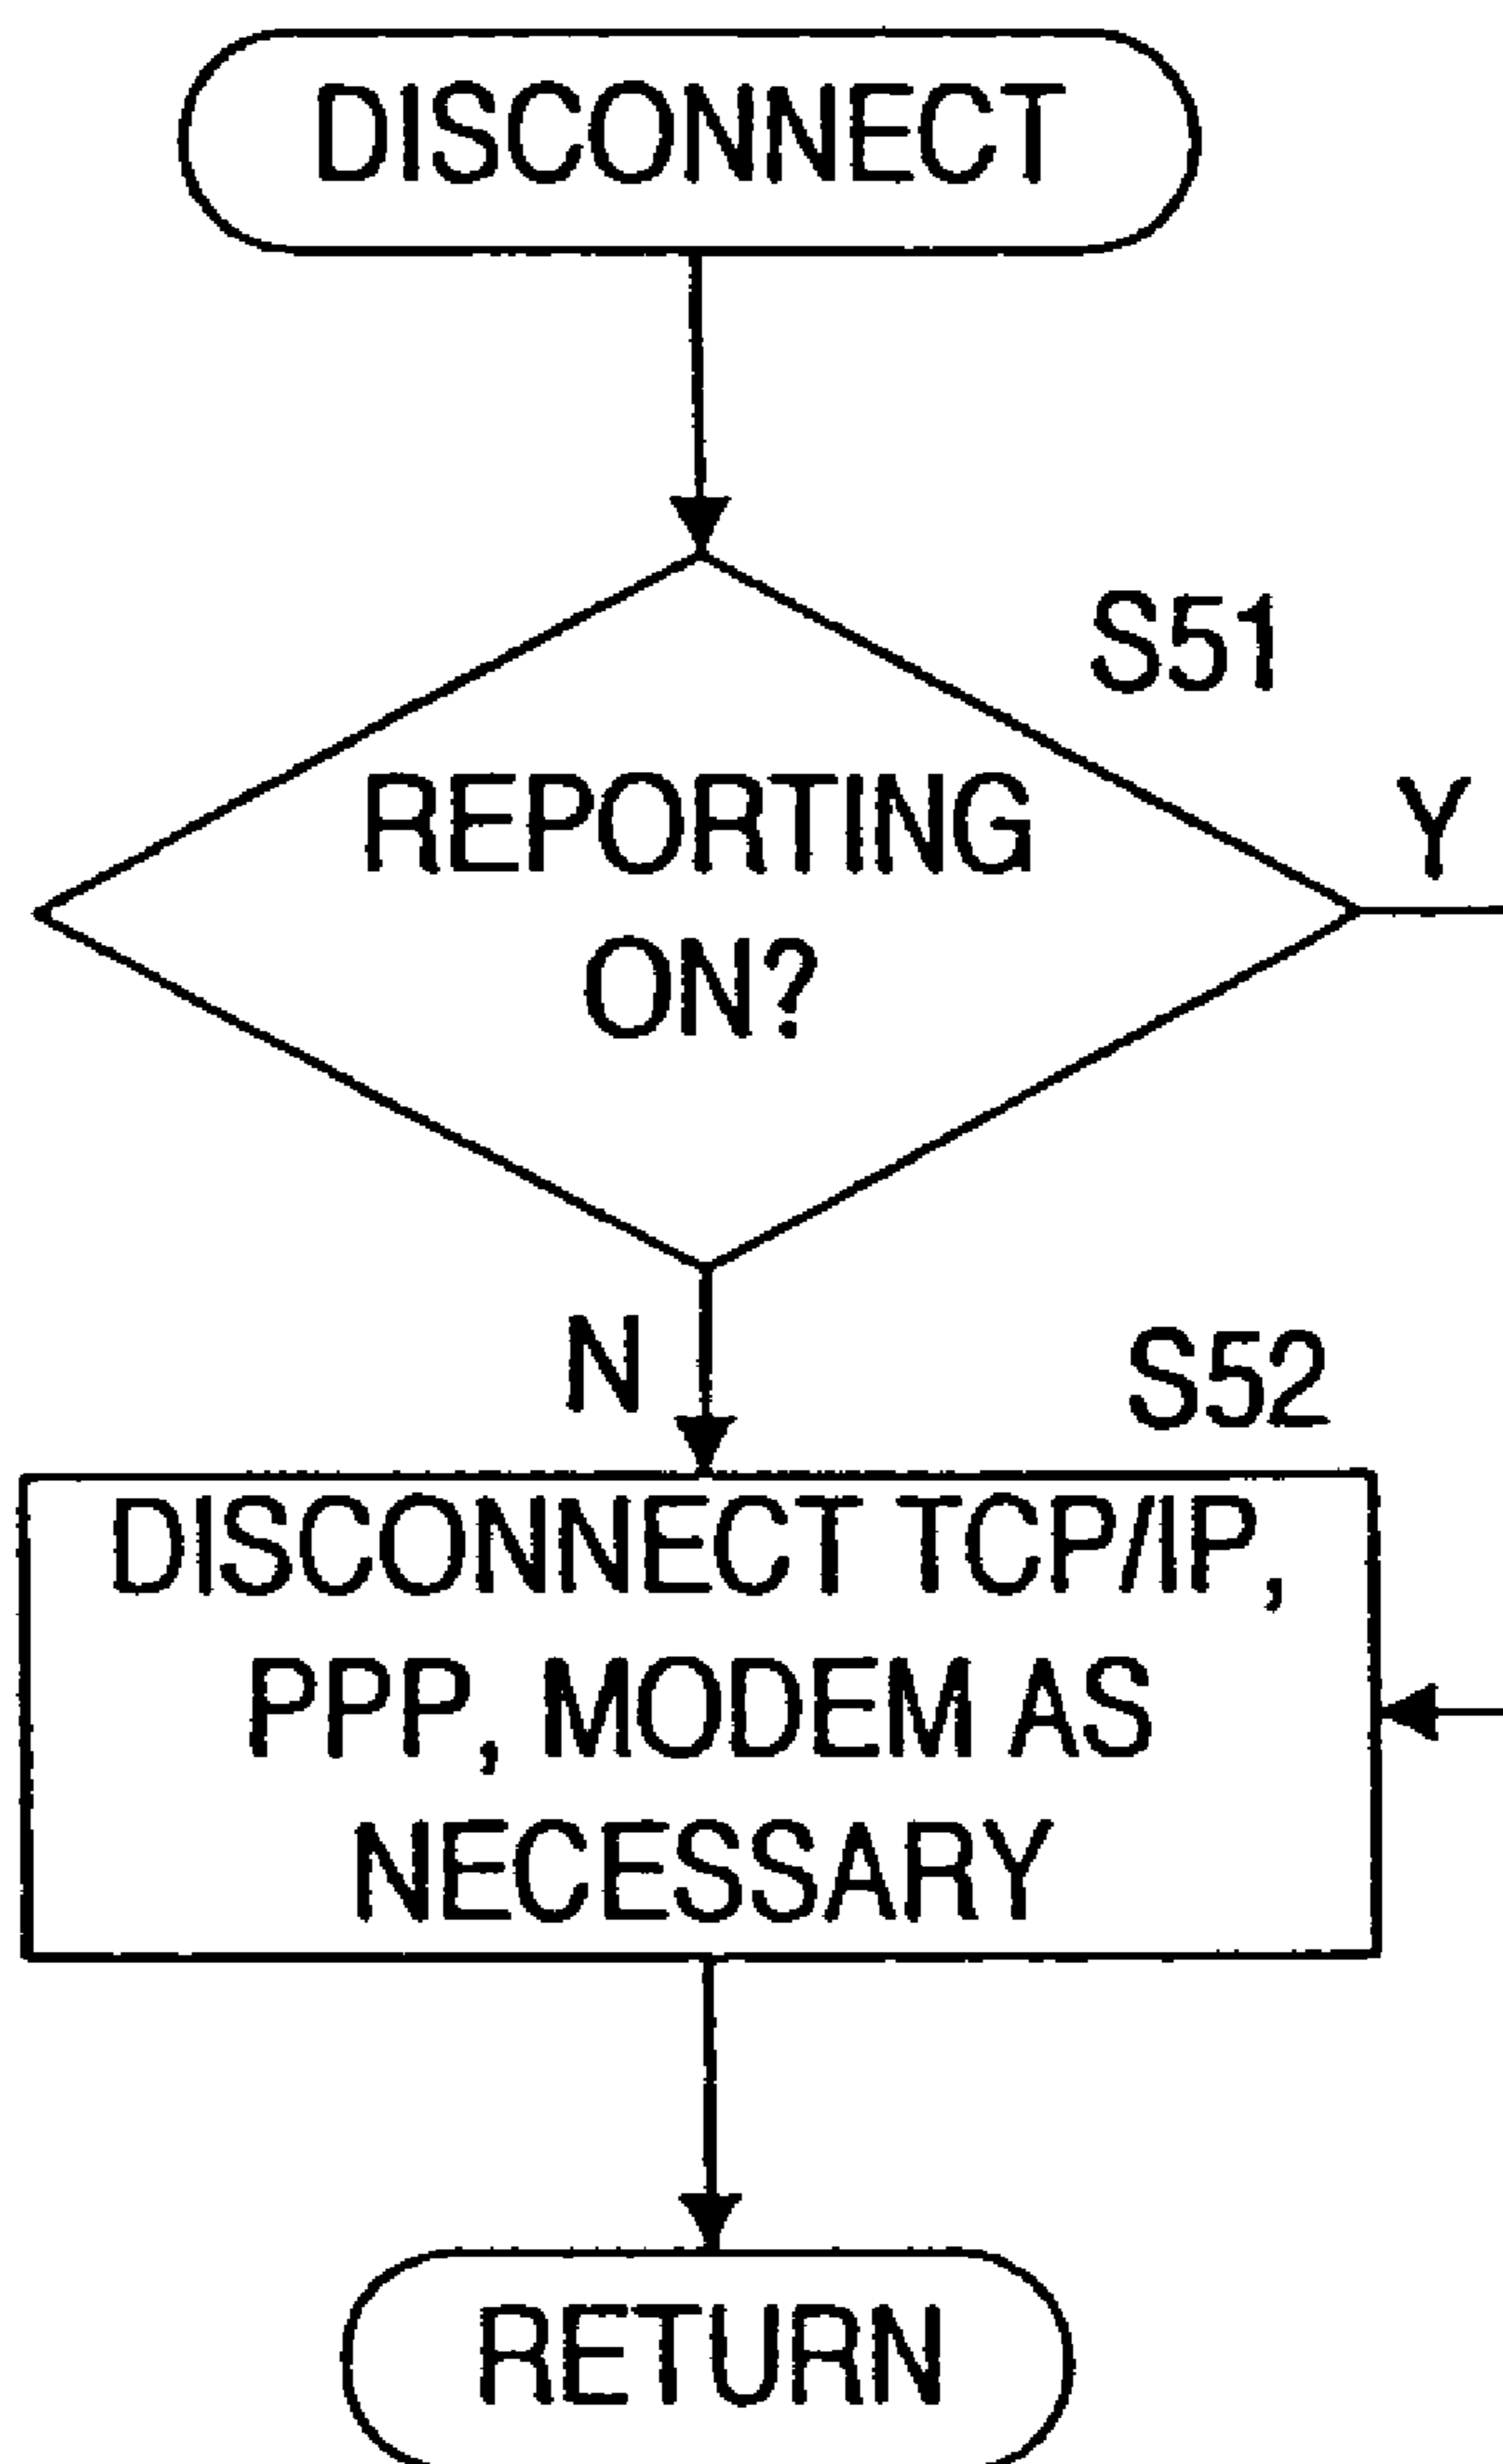 DISCONNECT
S51
REPORTING
ON?
Y
N
S52
DISCONNECT TCP/IP,
PPP, MODEM AS
NECESSARY
RETURN